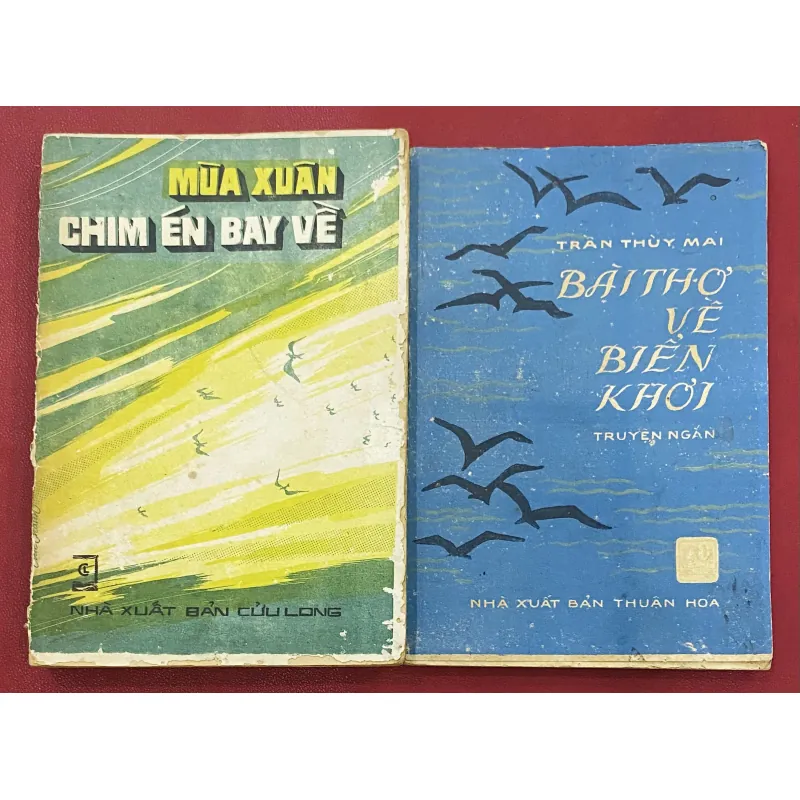 MÙA XUÂN
CHIM ÉN BAY VỀ
CL
NHÀ XUẤT BẢN CỬU LONG
TRẦN THÙY MAI
BÀI THƠ
VỀ
BIỂN
KHƠI
TRUYỆN NGẮN
NHÀ XUẤT BẢN THUẬN HÓA